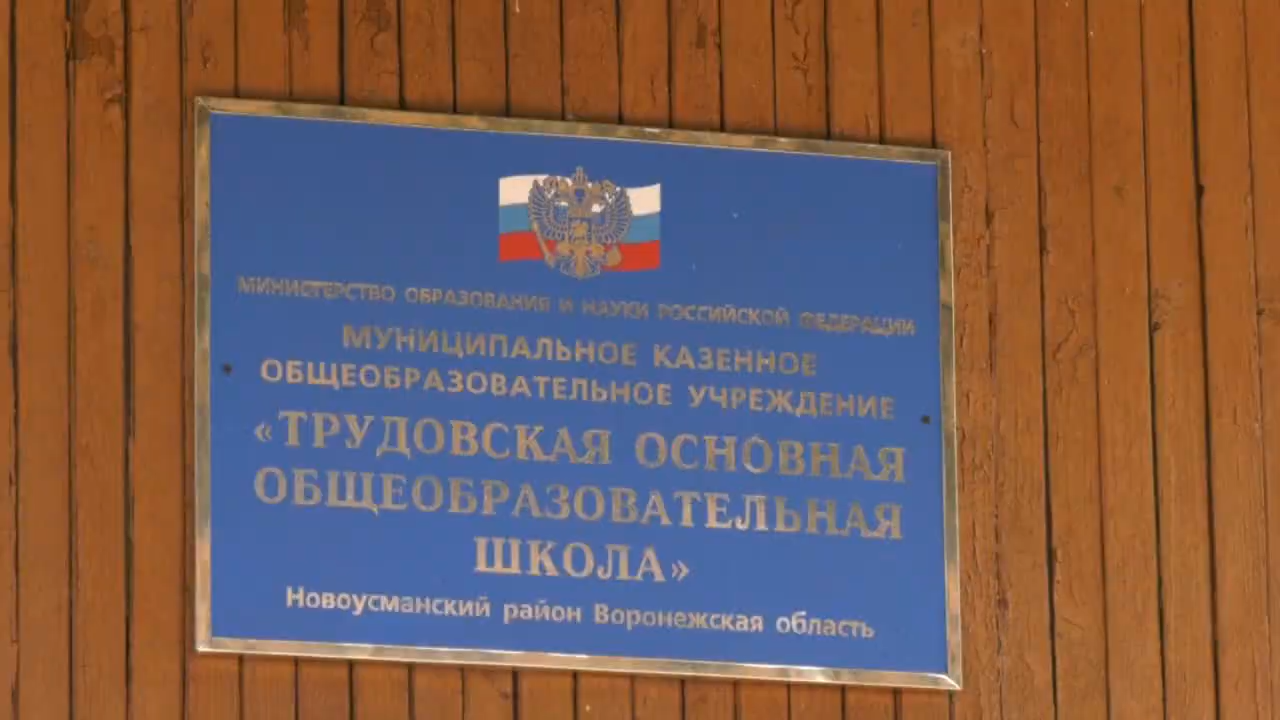 МИНИСТЕРСТВО ОБРАЗОВАНИЯ И НАУКИ РОССИЙСКОЙ ФЕДЕРАЦИИ
МУНИЦИПАЛЬНОЕ КАЗЕННОЕ
ОБЩЕОБРАЗОВАТЕЛЬНОЕ УЧРЕЖДЕНИЕ
«ТРУДОВСКАЯ ОСНОВНАЯ
ОБЩЕОБРАЗОВАТЕЛЬНАЯ
ШКОЛА»
Новоусманский район Воронежская область